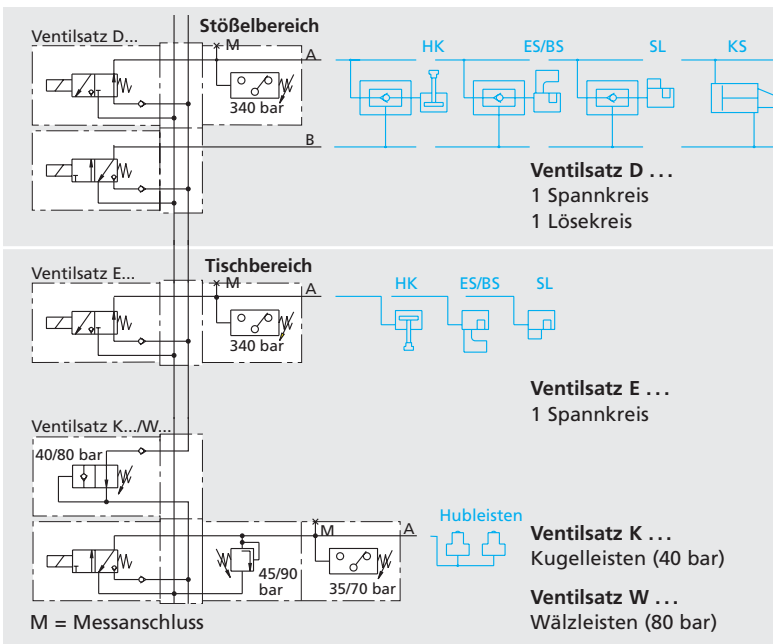 Stößelbereich
Ventilsatz D...
M
A
HK
ES/BS
SL
KS
340 bar
B
Ventilsatz D ...
1 Spannkreis
1 Lösekreis
Tischbereich
Ventilsatz E...
M
A
HK
ES/BS
SL
340 bar
Ventilsatz E ...
1 Spannkreis
Ventilsatz K.../W...
40/80 bar
Hubleisten
M
A
Ventilsatz K ...
Kugelleisten (40 bar)
45/90
bar
35/70 bar
Ventilsatz W ...
Wälzleisten (80 bar)
M = Messanschluss